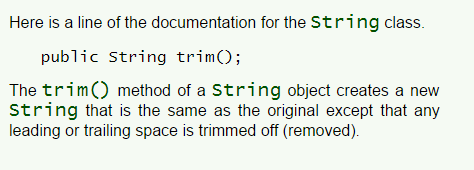 Here is a line of the documentation for the String class.
public String trim();
The trim() method of a String object creates a new
String that is the same as the original except that any
leading or trailing space is trimmed off (removed).